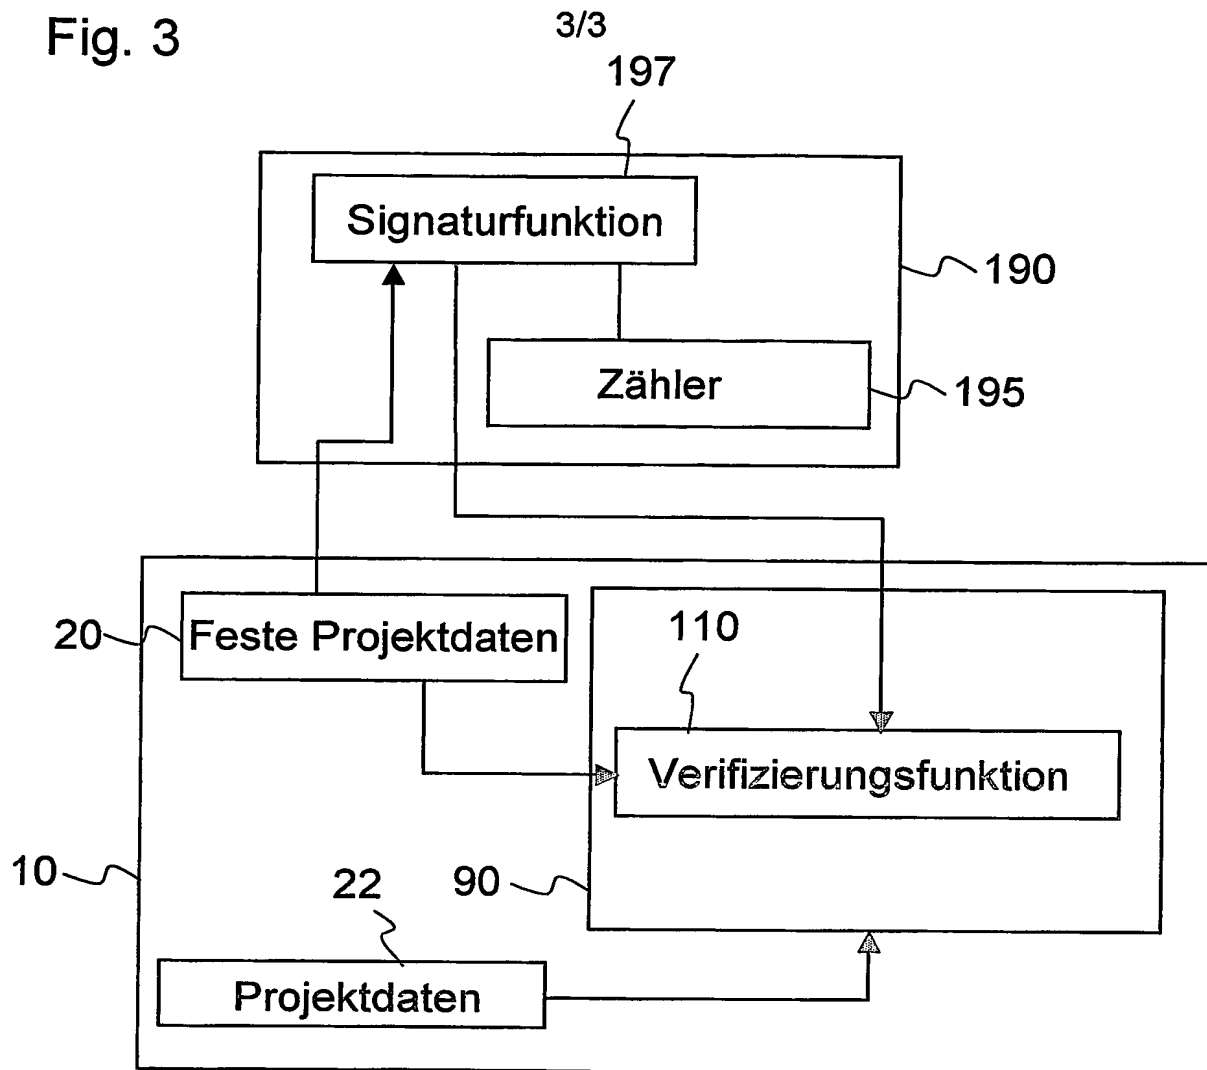 Fig. 3
3/3
197
Signaturfunktion
190
Zähler
195
20
Feste Projektdaten
110
Verifizierungsfunktion
10
22
90
Projektdaten